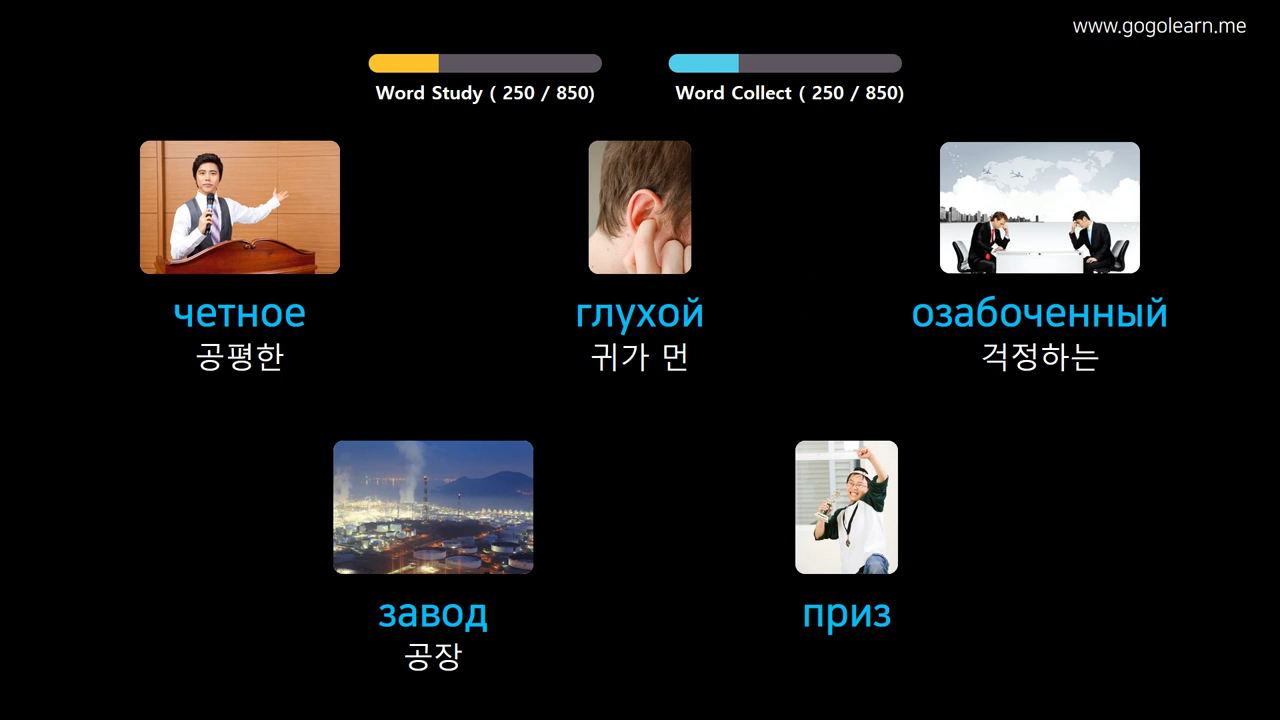 www.gogolearn.me
Word Study ( 250 / 850)
Word Collect ( 250 / 850)
четное
공평한
глухой
귀가 먼
озабоченный
걱정하는
завод
공장
приз